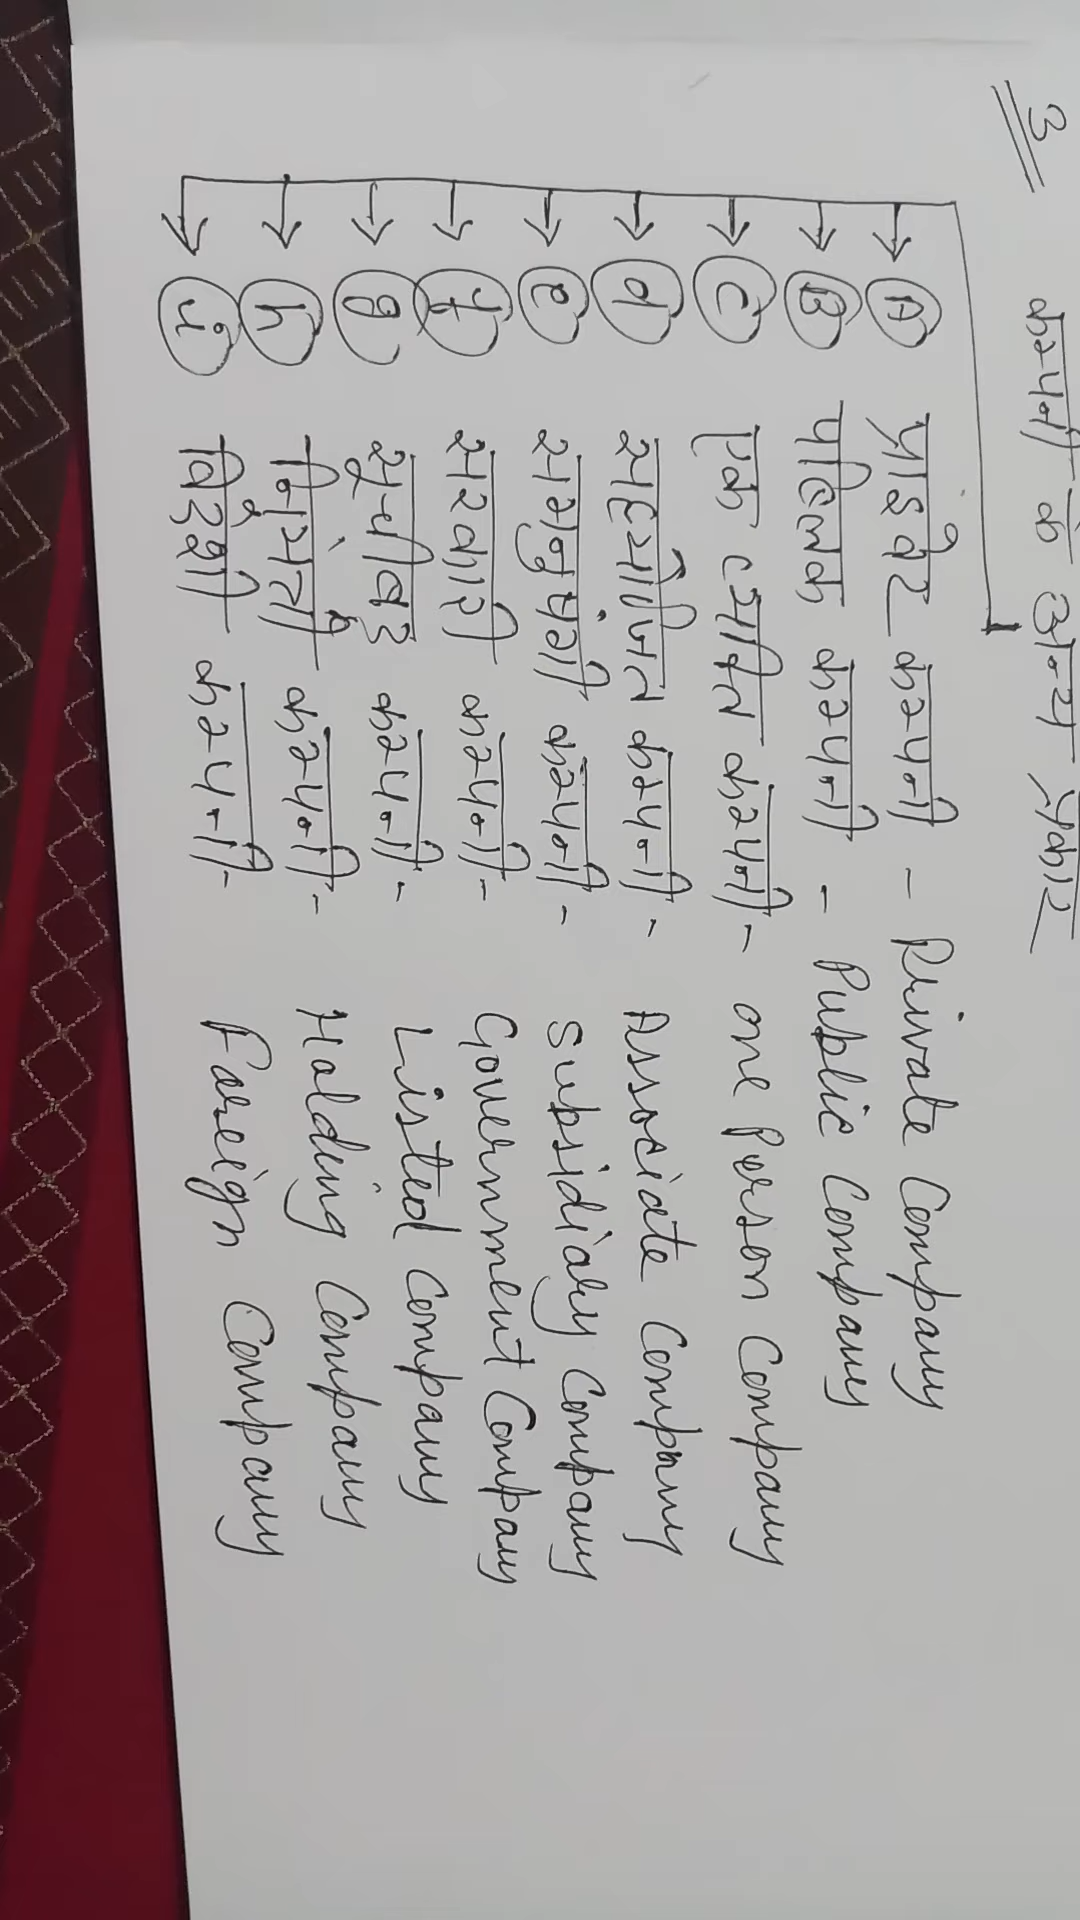 3 कम्पनी के अन्य प्रकार
A प्राइवेट कम्पनी - Private Company
B पब्लिक कम्पनी - Public Company
C एक व्यक्ति कम्पनी - one Person Company
d सहयोजित कम्पनी - Associate Company
e समनुषंगी कम्पनी - Subsidiary Company
f सरकारी कम्पनी - Government Company
g सूचीबद्ध कम्पनी - Listed Company
h कम्पनी - Holding Company
i विदेशी कम्पनी - Foreign Company